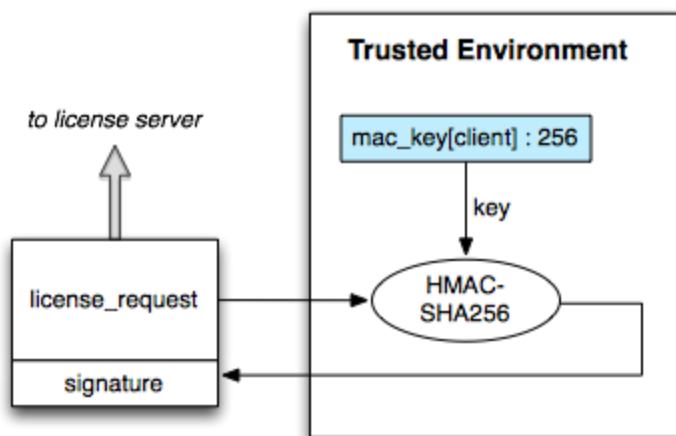 Trusted Environment
to license server
mac_key[client] : 256
key
license_request
HMAC-
SHA256
signature